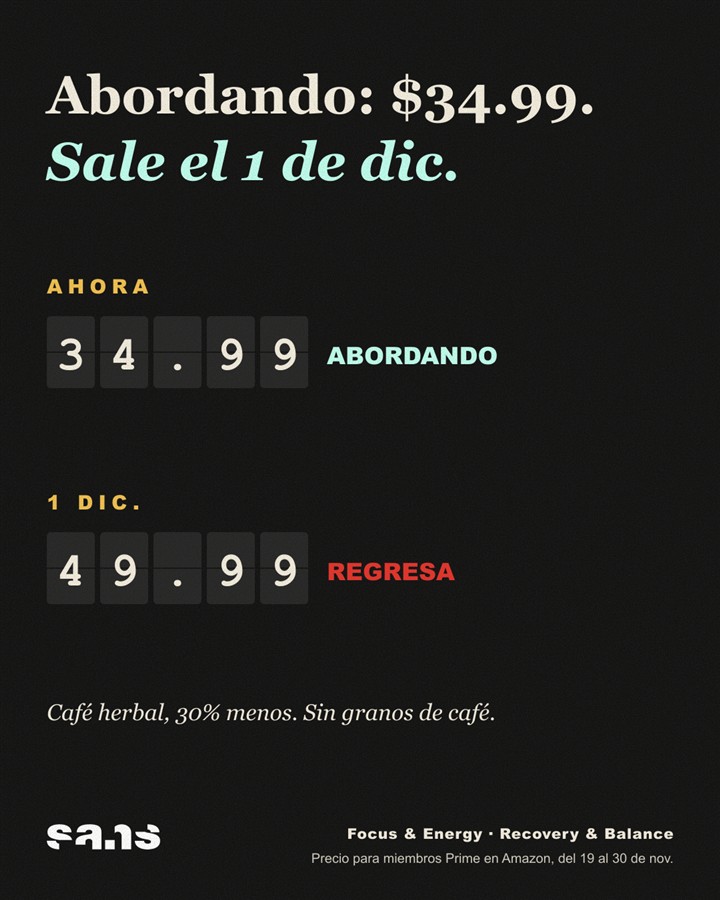 Abordando: $34.99.
Sale el 1 de dic.
AHORA
34.99 ABORDANDO
1 DIC.
49.99 REGRESA
Café herbal, 30% menos. Sin granos de café.
sans
Focus & Energy · Recovery & Balance
Precio para miembros Prime en Amazon, del 19 al 30 de nov.